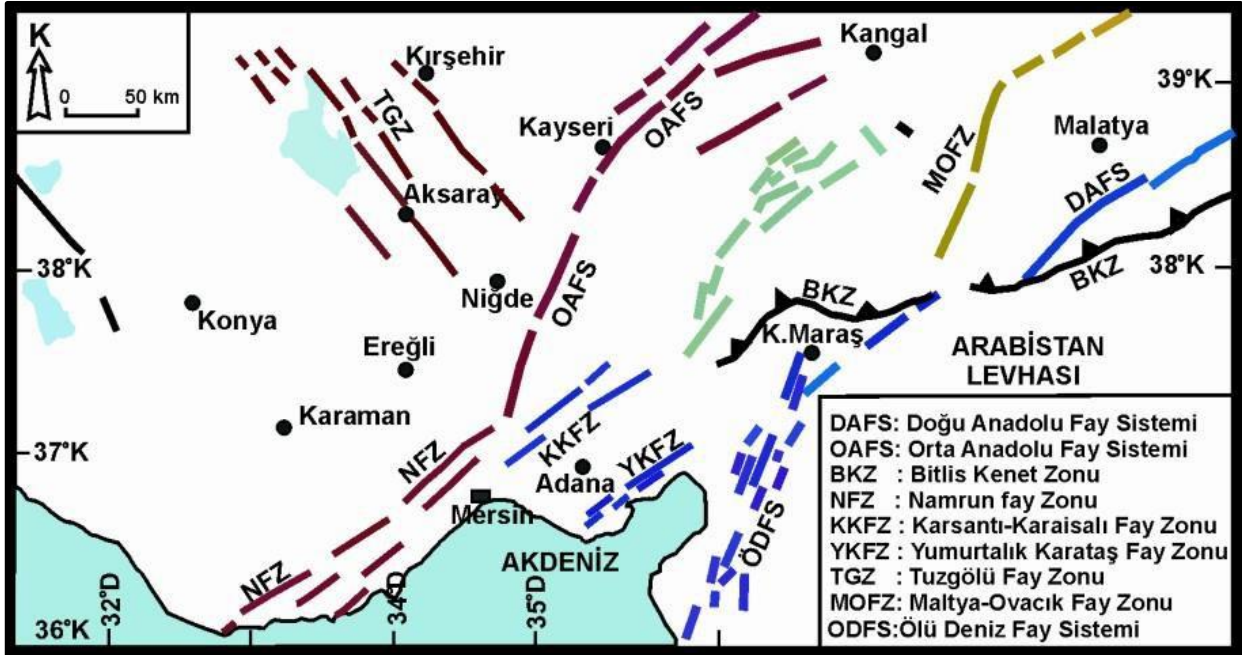 K
0 50 km
Kırşehir
Kangal
39°K
TGZ
OAFS
Kayseri
MOFZ
Malatya
DAFS
Aksaray
38°K
Niğde
OAFS
BKZ
BKZ
38°K
Konya
Ereğli
K.Maraş
ARABİSTAN
LEVHASI
Karaman
37°K
NFZ
KKFZ
Adana
YKFZ
Mersin
ÖDFS
AKDENİZ
NFZ
32°D
34°D
35°D
36°K
DAFS: Doğu Anadolu Fay Sistemi
OAFS: Orta Anadolu Fay Sistemi
BKZ : Bitlis Kenet Zonu
NFZ : Namrun fay Zonu
KKFZ : Karsantı-Karaisalı Fay Zonu
YKFZ : Yumurtalık Karataş Fay Zonu
TGZ : Tuzgölü Fay Zonu
MOFZ : Maltya-Ovacık Fay Zonu
ODFS:Ölü Deniz Fay Sistemi